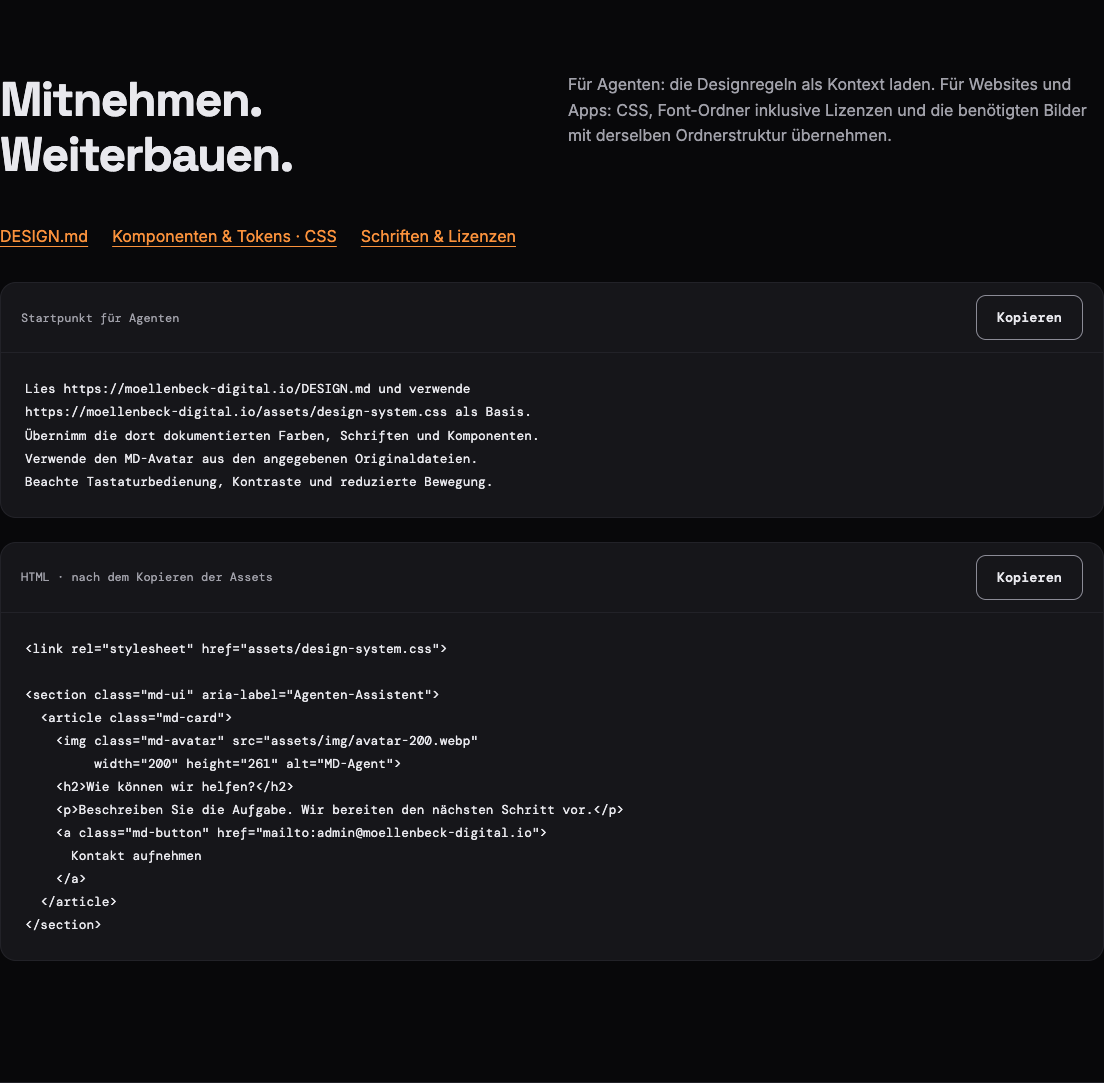 Mitnehmen.
Weiterbauen.
Für Agenten: die Designregeln als Kontext laden. Für Websites und
Apps: CSS, Font-Ordner inklusive Lizenzen und die benötigten Bilder
mit derselben Ordnerstruktur übernehmen.
DESIGN.md Komponenten & Tokens · CSS Schriften & Lizenzen
Startpunkt für Agenten Kopieren
Lies https://moellenbeck-digital.io/DESIGN.md und verwende
https://moellenbeck-digital.io/assets/design-system.css als Basis.
Übernimm die dort dokumentierten Farben, Schriften und Komponenten.
Verwende den MD-Avatar aus den angegebenen Originaldateien.
Beachte Tastaturbedienung, Kontraste und reduzierte Bewegung.
HTML · nach dem Kopieren der Assets Kopieren
<link rel="stylesheet" href="assets/design-system.css">
<section class="md-ui" aria-label="Agenten-Assistent">
  <article class="md-card">
    <img class="md-avatar" src="assets/img/avatar-200.webp"
         width="200" height="261" alt="MD-Agent">
    <h2>Wie können wir helfen?</h2>
    <p>Beschreiben Sie die Aufgabe. Wir bereiten den nächsten Schritt vor.</p>
    <a class="md-button" href="mailto:admin@moellenbeck-digital.io">
      Kontakt aufnehmen
    </a>
  </article>
</section>